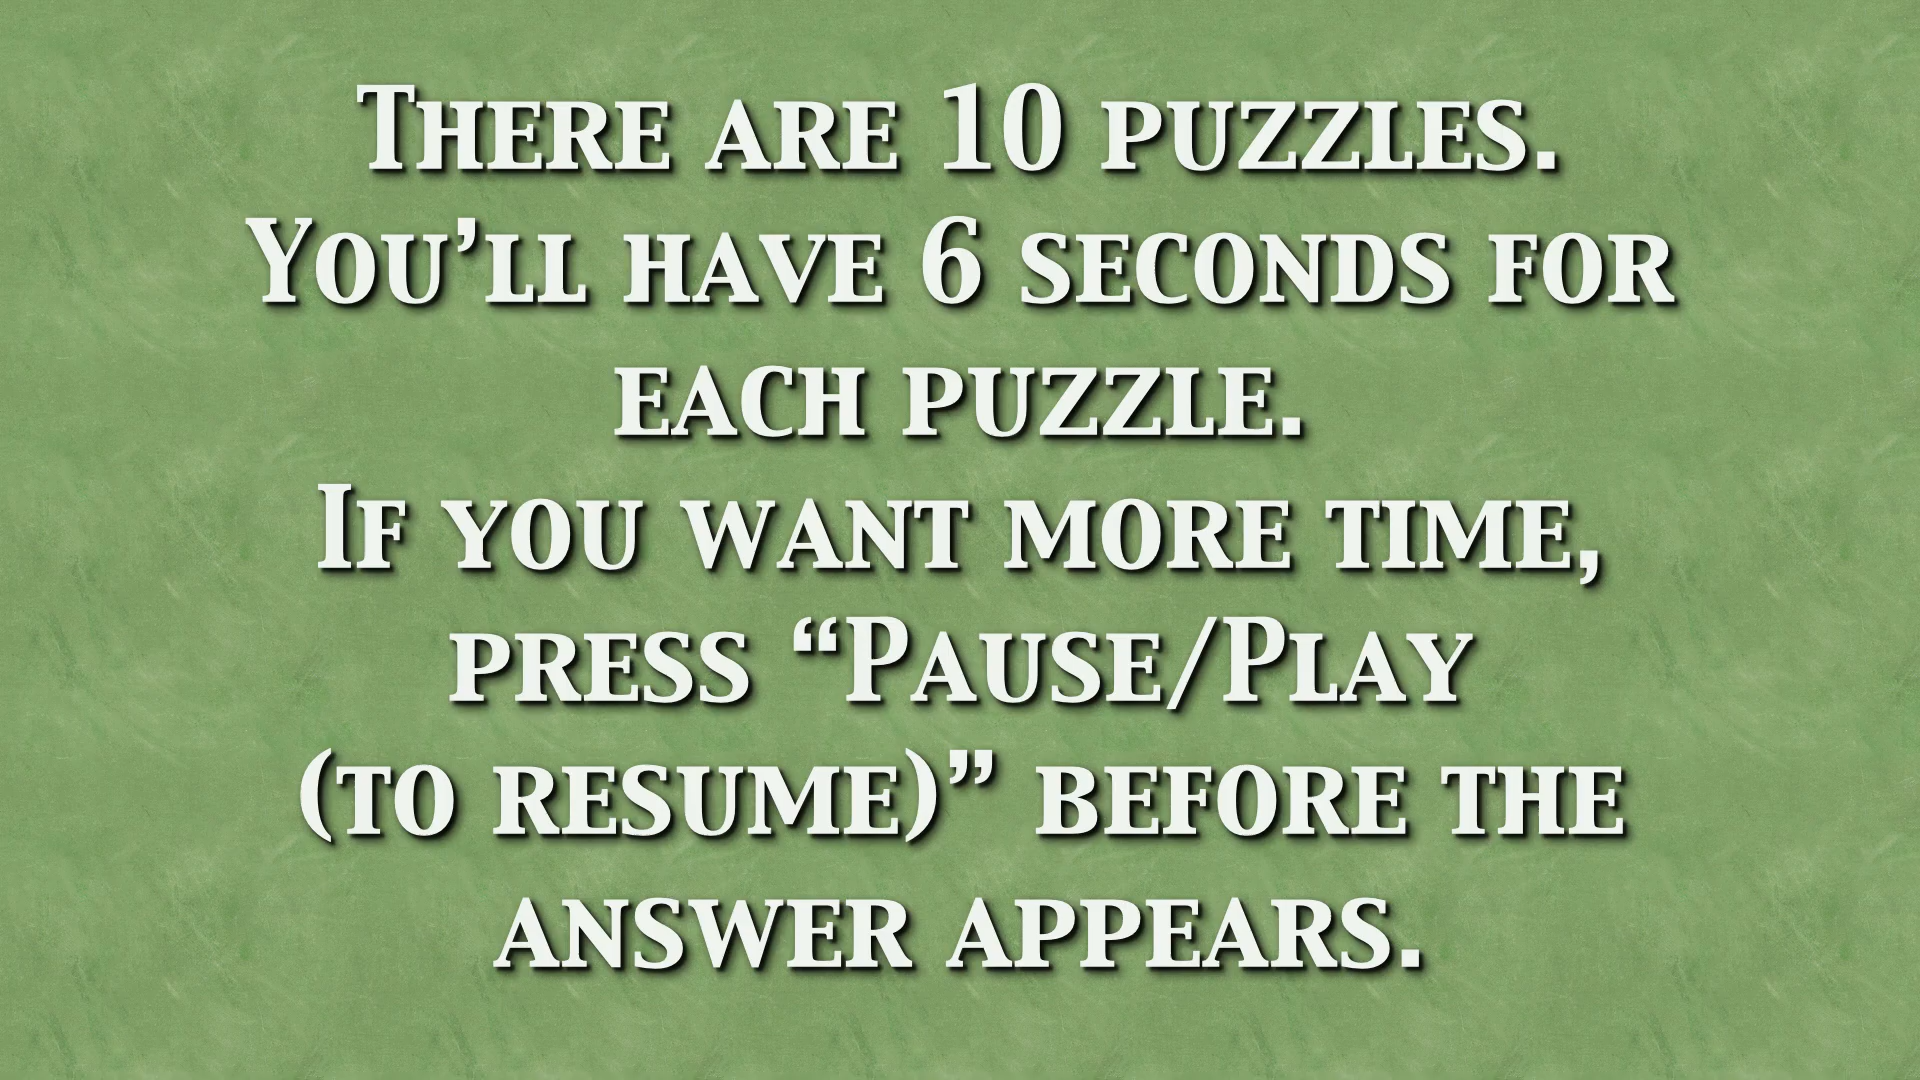 There are 10 puzzles.
You’ll have 6 seconds for
each puzzle.
If you want more time,
press “Pause/Play
(to resume)” before the
answer appears.